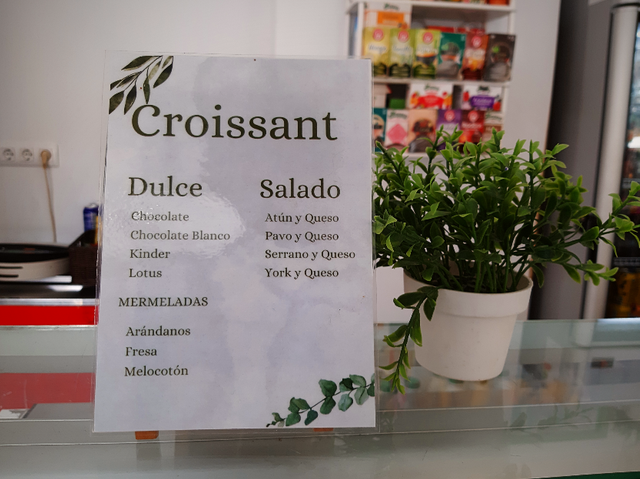 Croissant
Dulce
Chocolate
Chocolate Blanco
Kinder
Lotus
MERMELADAS
Arándanos
Fresa
Melocotón
Salado
Atún y Queso
Pavo y Queso
Serrano y Queso
York y Queso